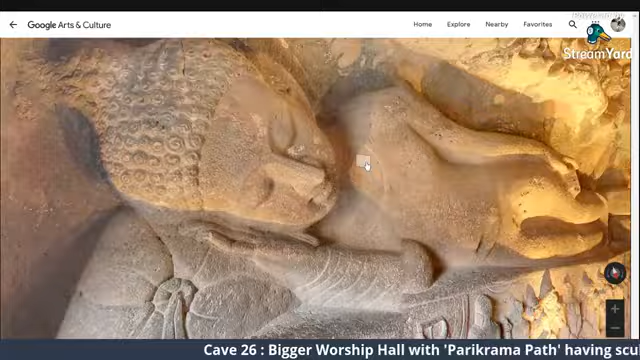 Google Arts & Culture
Home Explore Nearby Favorites
StreamYard
Cave 26 : Bigger Worship Hall with 'Parikrama Path' having scu